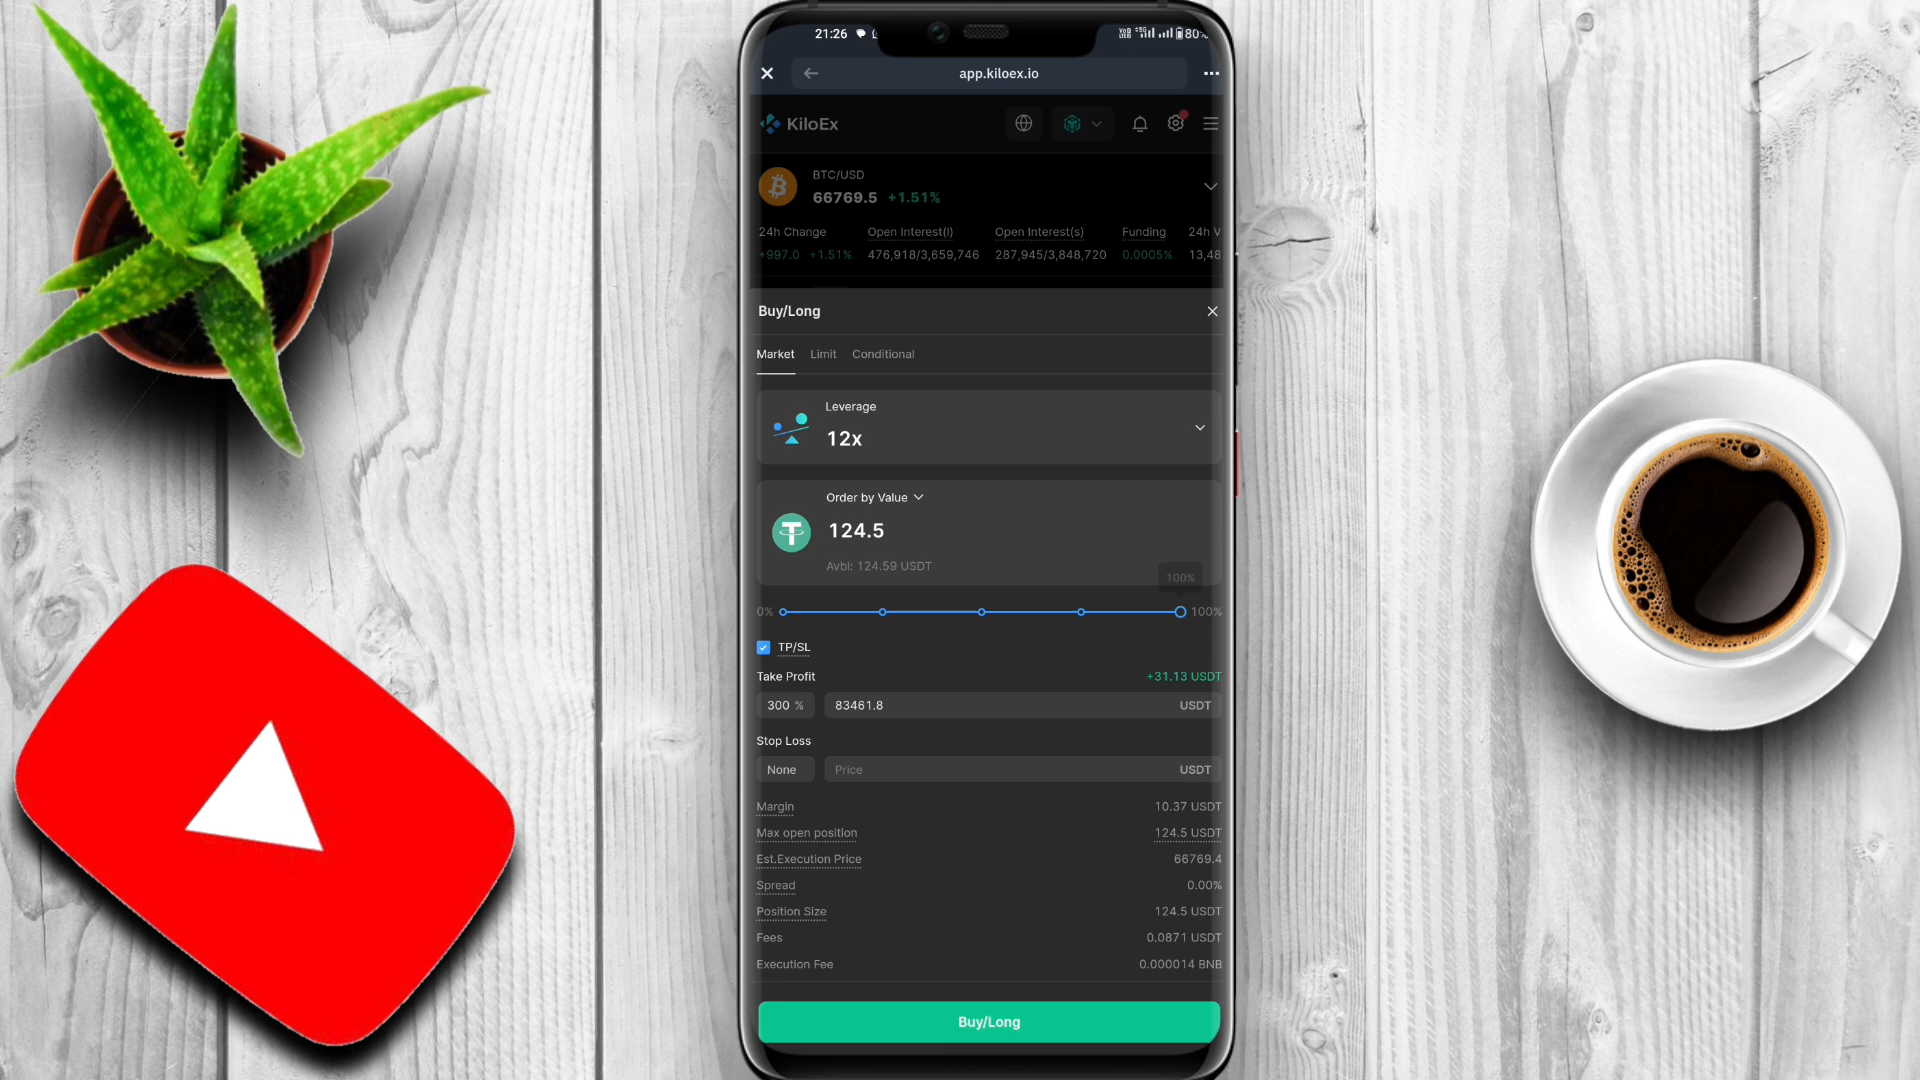 21:26 80%
app.kiloex.io
KiloEx
BTC/USD
66769.5 +1.51%
24h Change Open Interest(l) Open Interest(s) Funding 24h V
+997.0 +1.51% 476,918/3,659,746 287,945/3,848,720 0.0005% 13,48
Buy/Long
Market Limit Conditional
Leverage
12x
Order by Value
124.5
Avbl: 124.59 USDT
100%
0% 100%
TP/SL
Take Profit +31.13 USDT
300 % 83461.8 USDT
Stop Loss
None Price USDT
Margin 10.37 USDT
Max open position 124.5 USDT
Est.Execution Price 66769.4
Spread 0.00%
Position Size 124.5 USDT
Fees 0.0871 USDT
Execution Fee 0.000014 BNB
Buy/Long